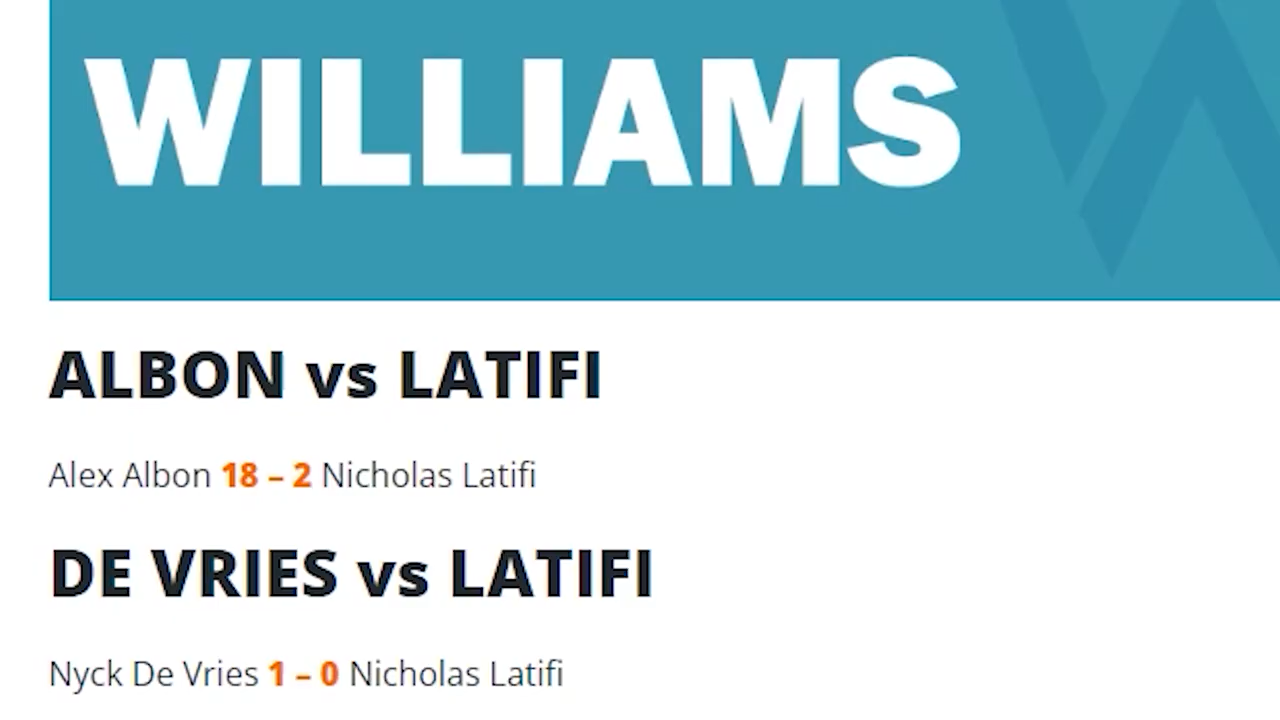 WILLIAMS
ALBON vs LATIFI
Alex Albon 18 – 2 Nicholas Latifi
DE VRIES vs LATIFI
Nyck De Vries 1 – 0 Nicholas Latifi